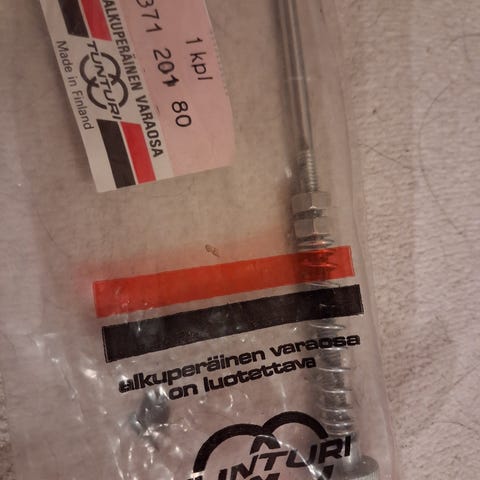 ALKUPERÄINEN VARAOSA
TUNTURI
Made in Finland
371 201 80
1 kpl
alkuperäinen varaosa
on luotettava
TUNTURI